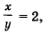 x/y = 2,